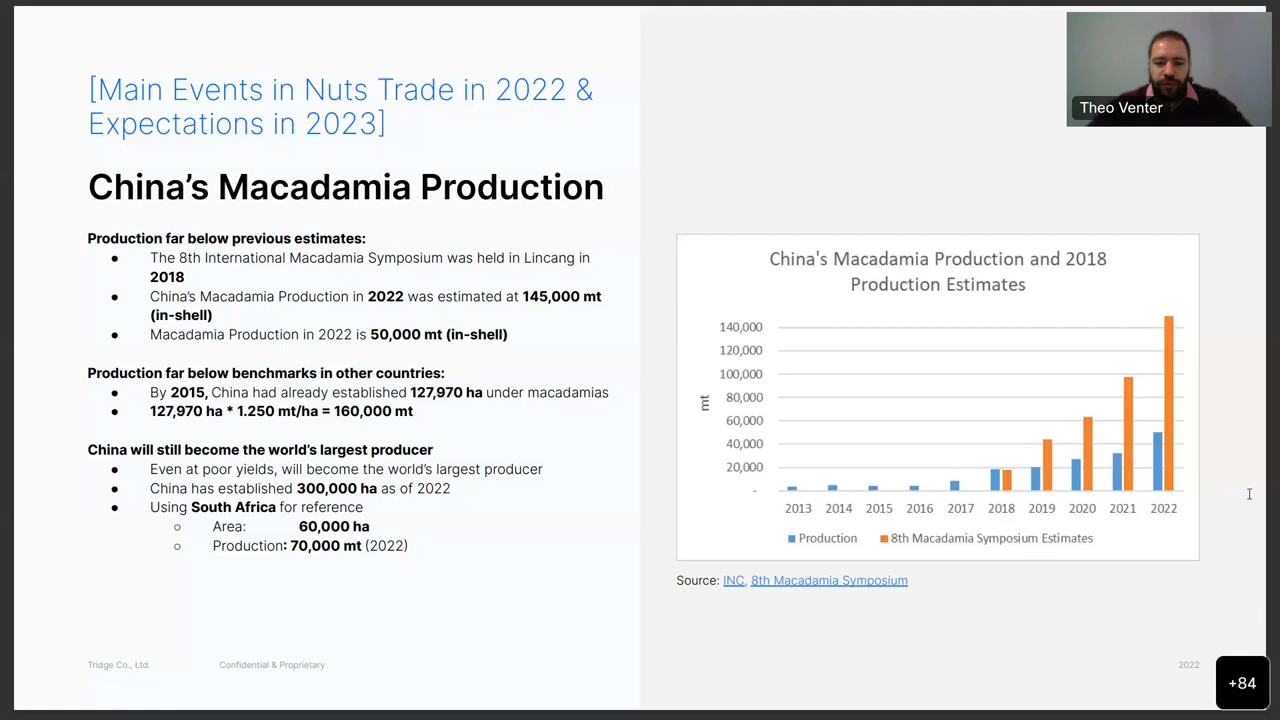 [Main Events in Nuts Trade in 2022 &
Expectations in 2023]
Theo Venter
China's Macadamia Production
Production far below previous estimates:
● The 8th International Macadamia Symposium was held in Lincang in
2018
● China's Macadamia Production in 2022 was estimated at 145,000 mt
(in-shell)
● Macadamia Production in 2022 is 50,000 mt (in-shell)
Production far below benchmarks in other countries:
● By 2015, China had already established 127,970 ha under macadamias
● 127,970 ha * 1.250 mt/ha = 160,000 mt
China will still become the world's largest producer
● Even at poor yields, will become the world's largest producer
● China has established 300,000 ha as of 2022
● Using South Africa for reference
○ Area: 60,000 ha
○ Production: 70,000 mt (2022)
China's Macadamia Production and 2018
Production Estimates
mt
140,000
120,000
100,000
80,000
60,000
40,000
20,000
-
2013 2014 2015 2016 2017 2018 2019 2020 2021 2022
Production 8th Macadamia Symposium Estimates
Source: INC, 8th Macadamia Symposium
Tridge Co., Ltd. Confidential & Proprietary 2022
+84